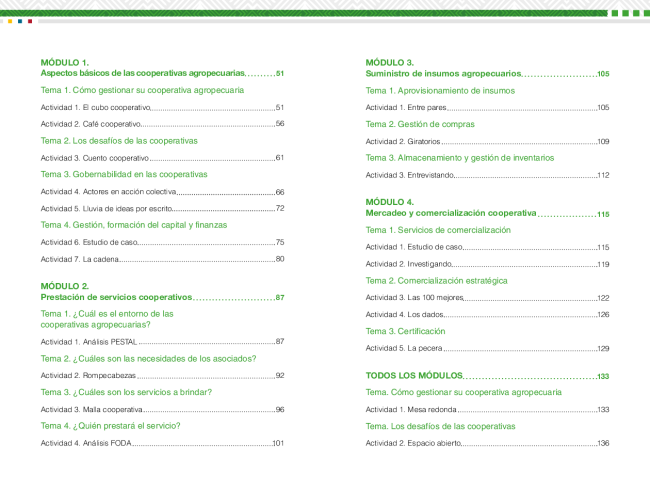 MÓDULO 1.
Aspectos básicos de las cooperativas agropecuarias..........51
Tema 1. Cómo gestionar su cooperativa agropecuaria
Actividad 1. El cubo cooperativo..........51
Actividad 2. Café cooperativo..........56
Tema 2. Los desafíos de las cooperativas
Actividad 3. Cuento cooperativo..........61
Tema 3. Gobernabilidad en las cooperativas
Actividad 4. Actores en acción colectiva..........66
Actividad 5. Lluvia de ideas por escrito..........72
Tema 4. Gestión, formación del capital y finanzas
Actividad 6. Estudio de caso..........75
Actividad 7. La cadena..........80
MÓDULO 2.
Prestación de servicios cooperativos..........87
Tema 1. ¿Cuál es el entorno de las
cooperativas agropecuarias?
Actividad 1. Análisis PESTAL..........87
Tema 2. ¿Cuáles son las necesidades de los asociados?
Actividad 2. Rompecabezas..........92
Tema 3. ¿Cuáles son los servicios a brindar?
Actividad 3. Malla cooperativa..........96
Tema 4. ¿Quién prestará el servicio?
Actividad 4. Análisis FODA..........101
MÓDULO 3.
Suministro de insumos agropecuarios..........105
Tema 1. Aprovisionamiento de insumos
Actividad 1. Entre pares..........105
Tema 2. Gestión de compras
Actividad 2. Giratorios..........109
Tema 3. Almacenamiento y gestión de inventarios
Actividad 3. Entrevistando..........112
MÓDULO 4.
Mercadeo y comercialización cooperativa..........115
Tema 1. Servicios de comercialización
Actividad 1. Estudio de caso..........115
Actividad 2. Investigando..........119
Tema 2. Comercialización estratégica
Actividad 3. Las 100 mejores..........122
Actividad 4. Los dados..........126
Tema 3. Certificación
Actividad 5. La pecera..........129
TODOS LOS MÓDULOS..........133
Tema. Cómo gestionar su cooperativa agropecuaria
Actividad 1. Mesa redonda..........133
Tema. Los desafíos de las cooperativas
Actividad 2. Espacio abierto..........136